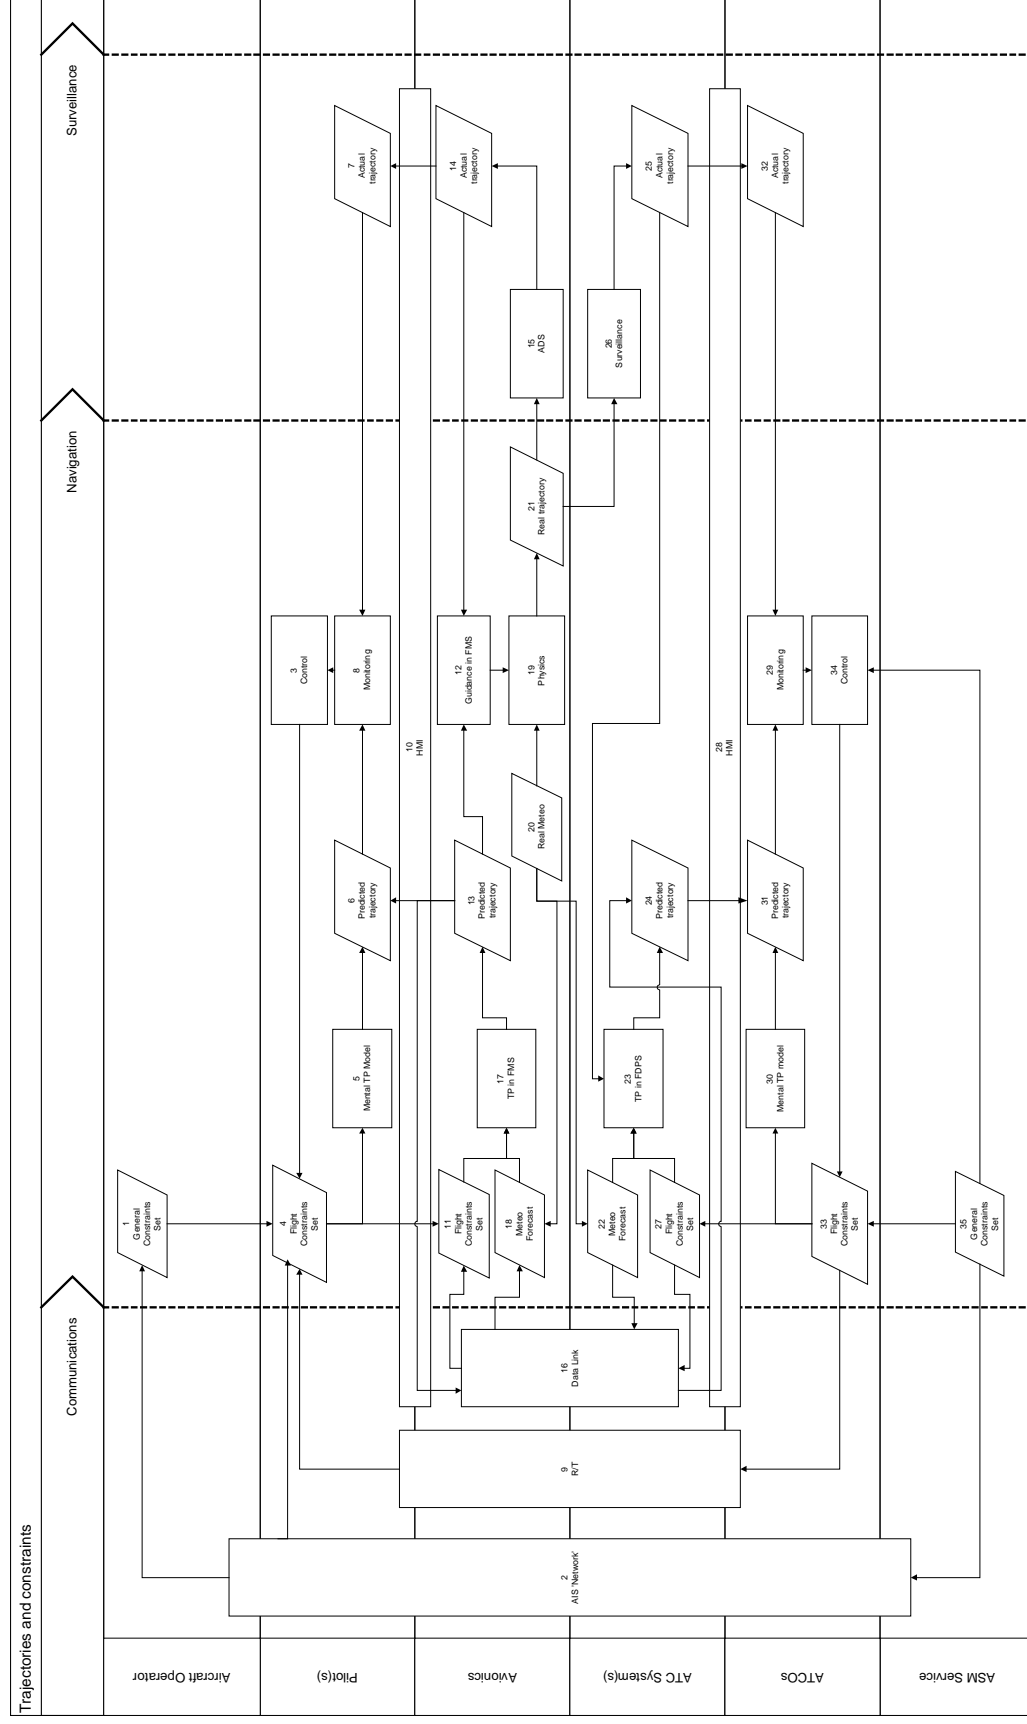 Trajectories and constraints
Communications
Navigation
Surveillance
Aircraft Operator
Pilot(s)
Avionics
ATC System(s)
ATCOs
ASM Service
1
General
Constraints
Set
2
AIS 'Network'
3
Control
4
Flight
Constraints
Set
5
Mental TP Model
6
Predicted
trajectory
7
Actual
trajectory
8
Monitoring
9
R/T
10
HMI
11
Flight
Constraints
Set
12
Guidance in FMS
13
Predicted
trajectory
14
Actual
trajectory
15
ADS
16
Data Link
17
TP in FMS
18
Meteo
Forecast
19
Physics
20
Real Meteo
21
Real trajectory
22
Meteo
Forecast
23
TP in FDPS
24
Predicted
trajectory
25
Actual
trajectory
26
Surveillance
27
Flight
Constraints
Set
28
HMI
29
Monitoring
30
Mental TP model
31
Predicted
trajectory
32
Actual
trajectory
33
Flight
Constraints
Set
34
Control
35
General
Constraints
Set